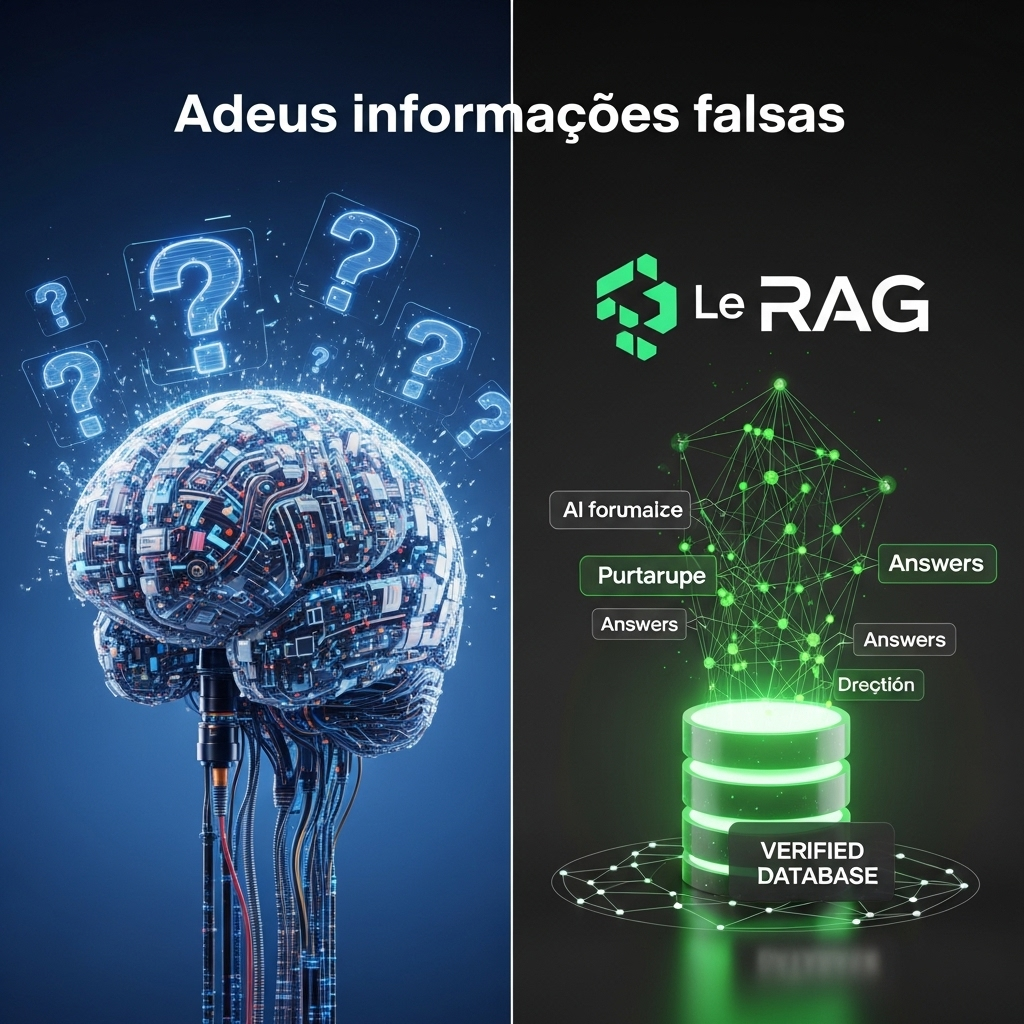 Adeus informações falsas
Le RAG
AI forumaize
Purtarupe
Answers
Answers
Answers
Dreçtión
VERIFIED
DATABASE